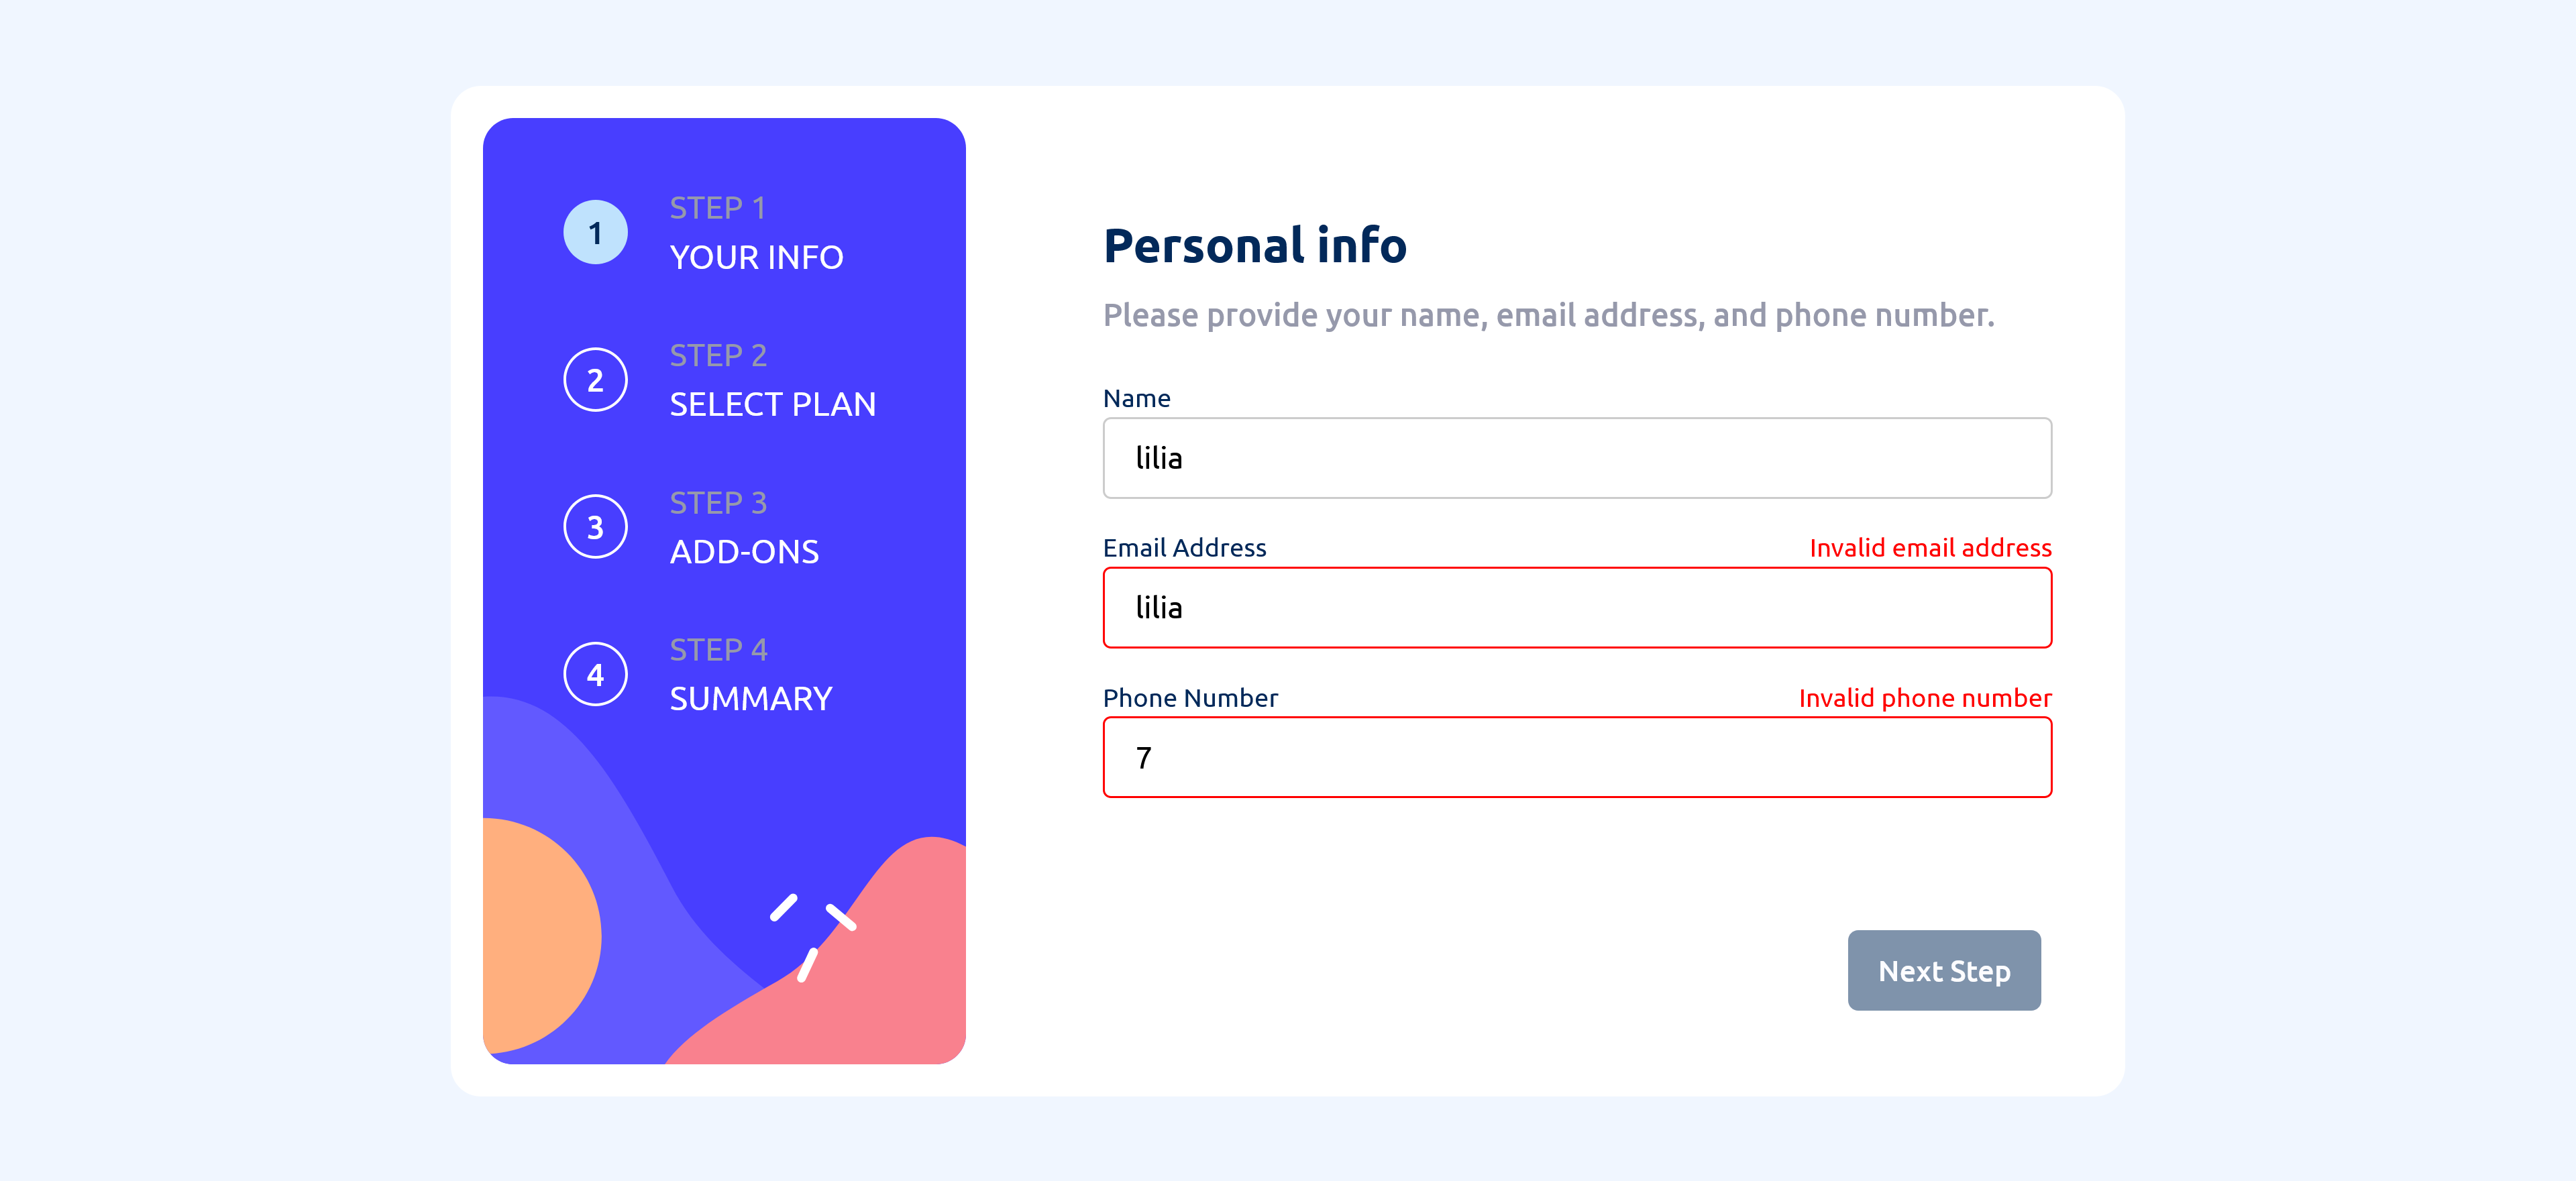 1
STEP 1
YOUR INFO
2
STEP 2
SELECT PLAN
3
STEP 3
ADD-ONS
4
STEP 4
SUMMARY
Personal info
Please provide your name, email address, and phone number.
Name
lilia
Email Address
Invalid email address
lilia
Phone Number
Invalid phone number
7
Next Step